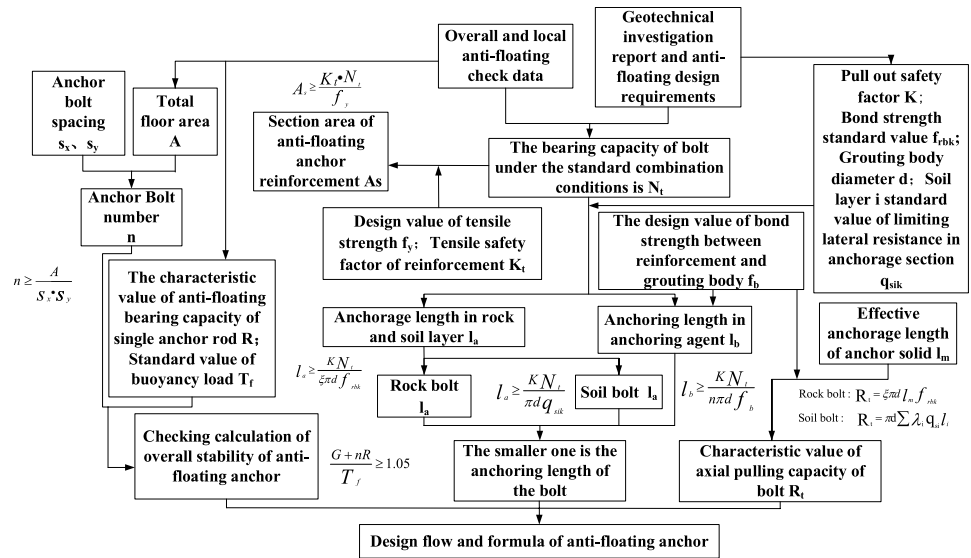 Anchor
bolt
spacing
sx、sy
Total
floor area
A
Overall and local
anti-floating
check data
Geotechnical
investigation
report and anti-
floating design
requirements
Pull out safety
factor K；
Bond strength
standard value frbk;
Grouting body
diameter d; Soil
layer i standard
value of limiting
lateral resistance in
anchorage section
qsik
As ≥ Kt•Nt / fy
Section area
of anti-floating
anchor
reinforcement As
The bearing capacity of bolt
under the standard combination
conditions is Nt
Anchor Bolt
number
n
Design value of tensile
strength fy；Tensile safety
factor of reinforcement Kt
The design value of bond
strength between
reinforcement and
grouting body fb
n ≥ A / sx•sy
The characteristic
value of anti-floating
bearing capacity of
single anchor rod R；
Standard value of
buoyancy load Tf
Anchorage length in rock
and soil layer la
Anchoring length in
anchoring agent lb
Effective
anchorage length
of anchor solid lm
la ≥ KNt / ξπd frbk
Rock bolt
la
la ≥ KNt / πd qsik
Soil bolt la
lb ≥ KNt / nπd fb
Rock bolt: Rt = ξπd lm frbk
Soil bolt: Rt = πd∑λi qsi li
Checking calculation of
overall stability of anti-
floating anchor
G + nR / Tf ≥ 1.05
The smaller one is the
anchoring length of
the bolt
Characteristic value of
axial pulling capacity of
bolt Rt
Design flow and formula of anti-floating anchor